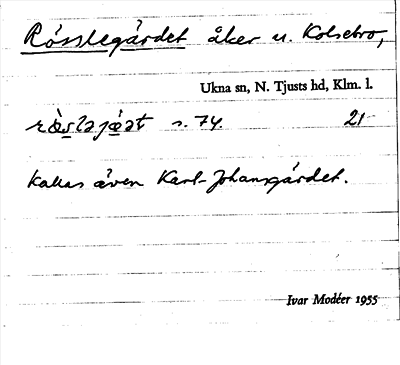 Rösslegärdet åker u. Kolsebro,
Ukna sn, N. Tjusts hd, Klm. l.
s. 74. 21
Kallas även Karl-Johansgärdet.
Ivar Modéer 1955